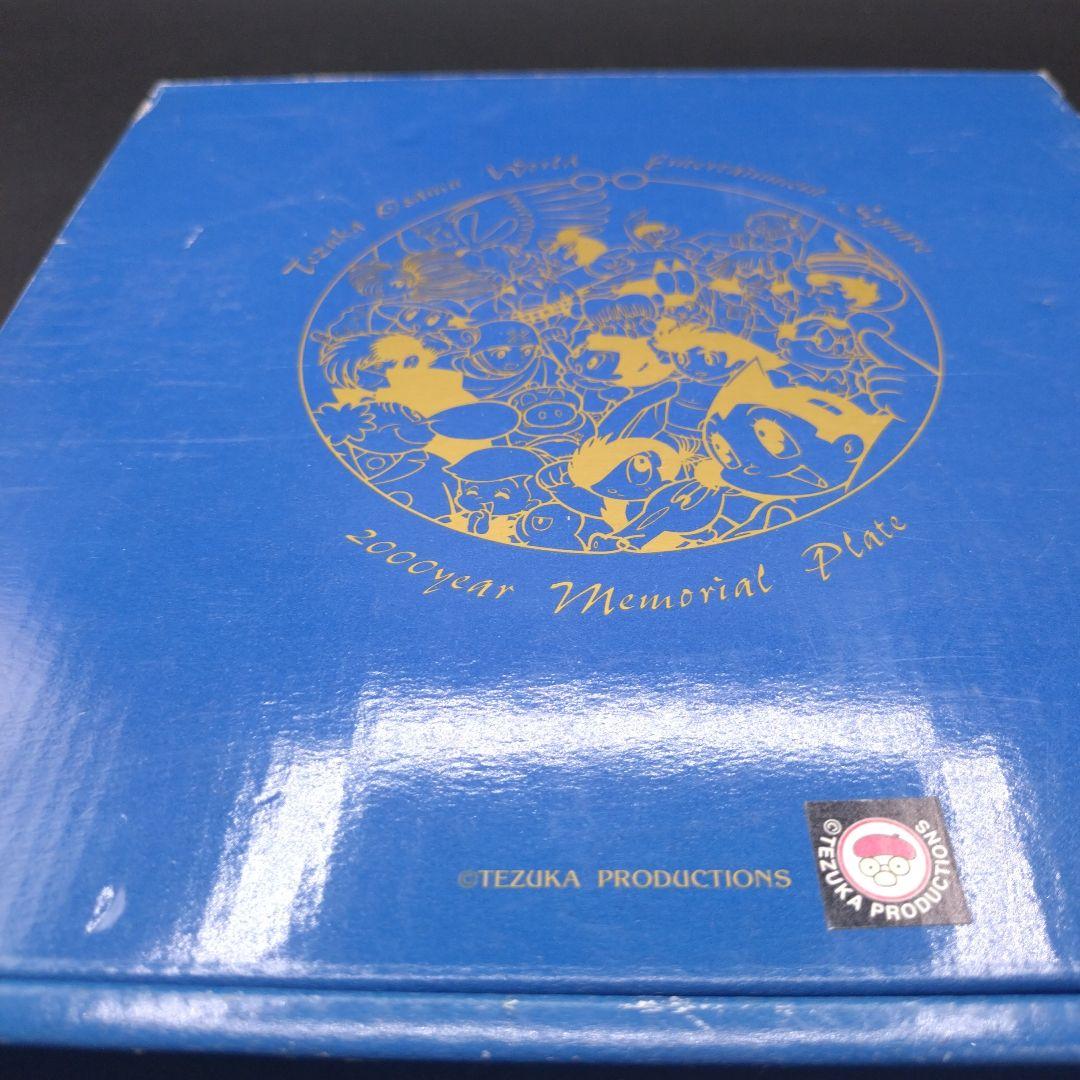 Tezuka Osamu World Entertainment Square
2000year Memorial Plate
©TEZUKA PRODUCTIONS
©TEZUKA PRODUCTIONS